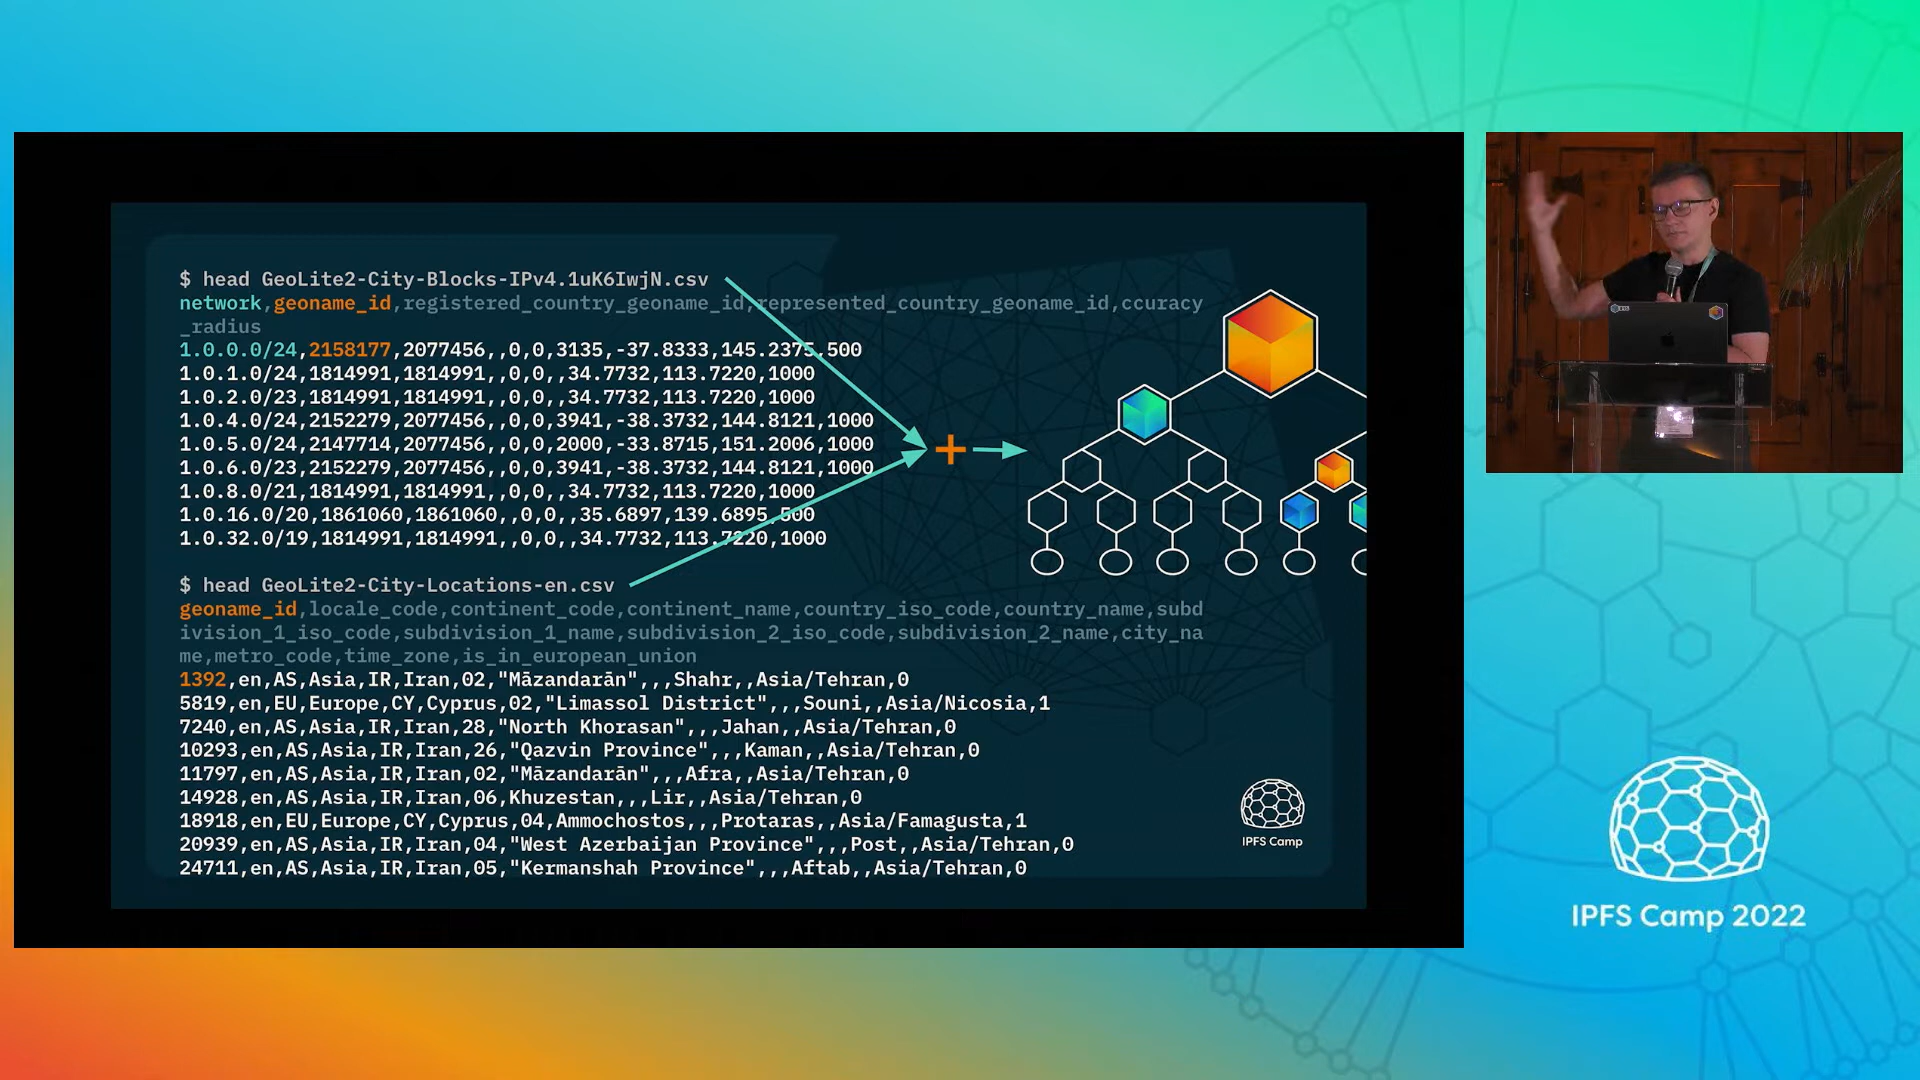 $ head GeoLite2-City-Blocks-IPv4.1uK6IwjN.csv
network,geoname_id,registered_country_geoname_id,represented_country_geoname_id,ccuracy
_radius
1.0.0.0/24,2158177,2077456,,0,0,3135,-37.8333,145.2375,500
1.0.1.0/24,1814991,1814991,,0,0,,34.7732,113.7220,1000
1.0.2.0/23,1814991,1814991,,0,0,,34.7732,113.7220,1000
1.0.4.0/24,2152279,2077456,,0,0,3941,-38.3732,144.8121,1000
1.0.5.0/24,2147714,2077456,,0,0,2000,-33.8715,151.2006,1000
1.0.6.0/23,2152279,2077456,,0,0,3941,-38.3732,144.8121,1000
1.0.8.0/21,1814991,1814991,,0,0,,34.7732,113.7220,1000
1.0.16.0/20,1861060,1861060,,0,0,,35.6897,139.6895,500
1.0.32.0/19,1814991,1814991,,0,0,,34.7732,113.7220,1000
$ head GeoLite2-City-Locations-en.csv
geoname_id,locale_code,continent_code,continent_name,country_iso_code,country_name,subd
ivision_1_iso_code,subdivision_1_name,subdivision_2_iso_code,subdivision_2_name,city_na
me,metro_code,time_zone,is_in_european_union
1392,en,AS,Asia,IR,Iran,02,"Māzandarān",,,Shahr,,Asia/Tehran,0
5819,en,EU,Europe,CY,Cyprus,02,"Limassol District",,,Souni,,Asia/Nicosia,1
7240,en,AS,Asia,IR,Iran,28,"North Khorasan",,,Jahan,,Asia/Tehran,0
10293,en,AS,Asia,IR,Iran,26,"Qazvin Province",,,Kaman,,Asia/Tehran,0
11797,en,AS,Asia,IR,Iran,02,"Māzandarān",,,Afra,,Asia/Tehran,0
14928,en,AS,Asia,IR,Iran,06,Khuzestan,,,Lir,,Asia/Tehran,0
18918,en,EU,Europe,CY,Cyprus,04,Ammochostos,,,Protaras,,Asia/Famagusta,1
20939,en,AS,Asia,IR,Iran,04,"West Azerbaijan Province",,,Post,,Asia/Tehran,0
24711,en,AS,Asia,IR,Iran,05,"Kermanshah Province",,,Aftab,,Asia/Tehran,0
IPFS Camp
IPFS Camp 2022